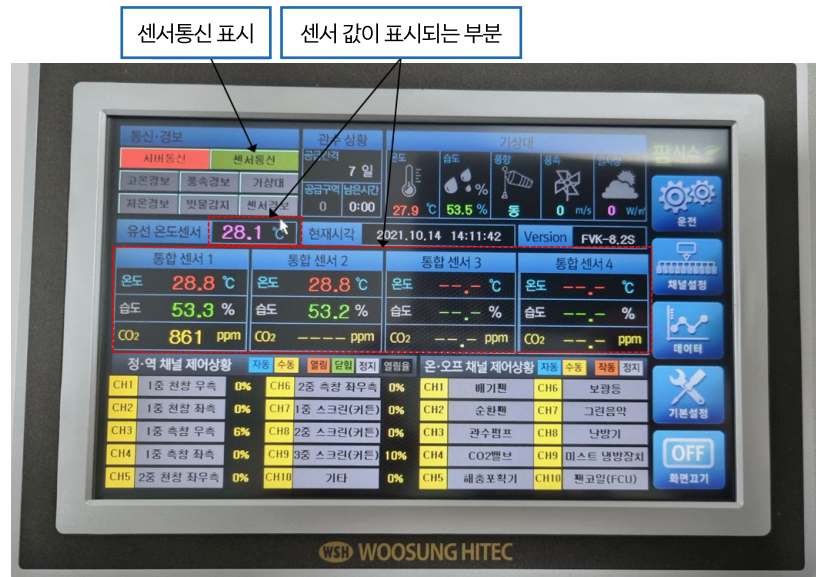 센서통신 표시
센서 값이 표시되는 부분
통신·경보
서버통신 센서통신
고온경보 풍속경보 기상대
저온경보 빗물감지 센서경보
관수 상황
공급간격
7 일
공급구역 남은시간
0 0:00
기상대
온도 습도 풍향 풍속 일사량
%
27.9 ℃ 53.5 % 동 0 m/s 0 W/㎡
팜신스
유선 온도센서 28.1 ℃ 현재시각 2021.10.14 14:11:42 Version FVK-8.2S
통합 센서 1 통합 센서 2 통합 센서 3 통합 센서 4
온도 28.8 ℃ 온도 28.8 ℃ 온도 --.- ℃ 온도 --.- ℃
습도 53.3 % 습도 53.2 % 습도 --.- % 습도 --.- %
CO2 861 ppm CO2 ---- ppm CO2 --.- ppm CO2 --.- ppm
정·역 채널 제어상황 자동 수동 열림 닫힘 정지 열림율 온·오프 채널 제어상황 자동 수동 작동 정지
CH1 1중 천창 우측 0% CH6 2중 측창 좌우측 0% CH1 배기팬 CH6 보광등
CH2 1중 천창 좌측 0% CH7 1중 스크린(커튼) 0% CH2 순환팬 CH7 그린음악
CH3 1중 측창 우측 6% CH8 2중 스크린(커튼) 0% CH3 관수펌프 CH8 난방기
CH4 1중 측창 좌측 0% CH9 3중 스크린(커튼) 10% CH4 CO2밸브 CH9 미스트 냉방장치
CH5 2중 천창 좌우측 0% CH10 기타 0% CH5 해충포획기 CH10 팬코일(FCU)
운전
채널설정
데이터
기본설정
OFF
화면끄기
WSH WOOSUNG HITEC